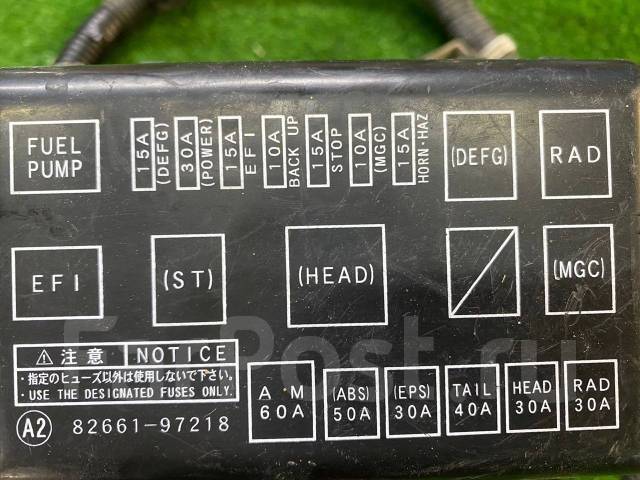 FUEL
PUMP
15A
(DEFG)
30A
(POWER)
15A
EFI
10A
BACK UP
15A
STOP
10A
(MGC)
15A
HORN·HAZ
(DEFG)
RAD
EFI
(ST)
(HEAD)
(MGC)
⚠ 注意 NOTICE
・指定のヒューズ以外は使用しないで下さい。
・USE THE DESIGNATED FUSES ONLY.
A2 82661-97218
AM
60A
(ABS)
50A
(EPS)
30A
TAIL
40A
HEAD
30A
RAD
30A